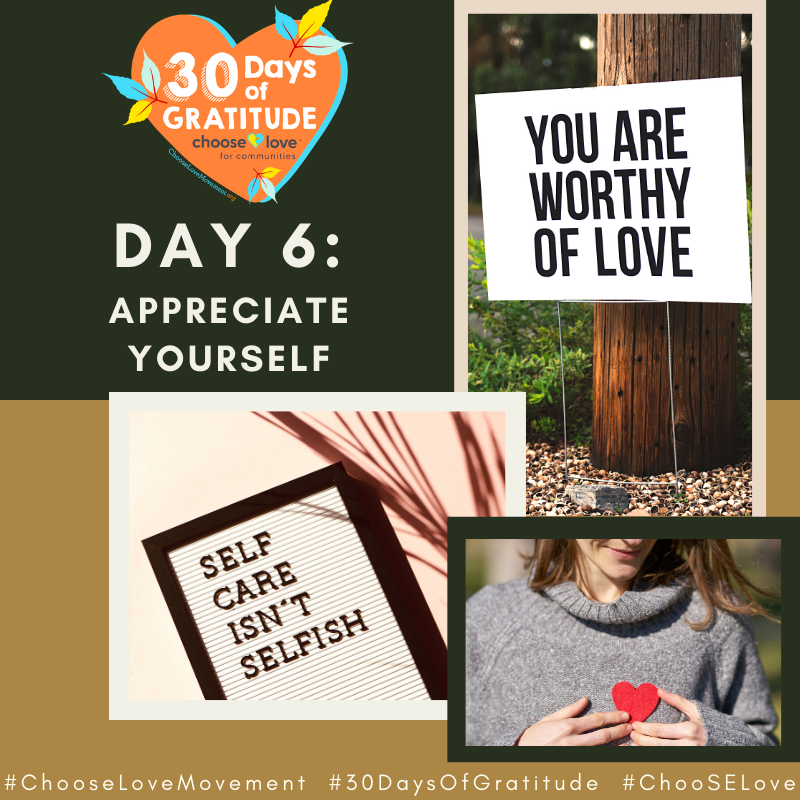 30 Days
of
GRATITUDE
choose love™
for communities
ChooseLoveMovement.org
DAY 6:
APPRECIATE
YOURSELF
YOU ARE
WORTHY
OF LOVE
SELF
CARE
ISN'T
SELFISH
#ChooseLoveMovement #30DaysOfGratitude #ChooSELove